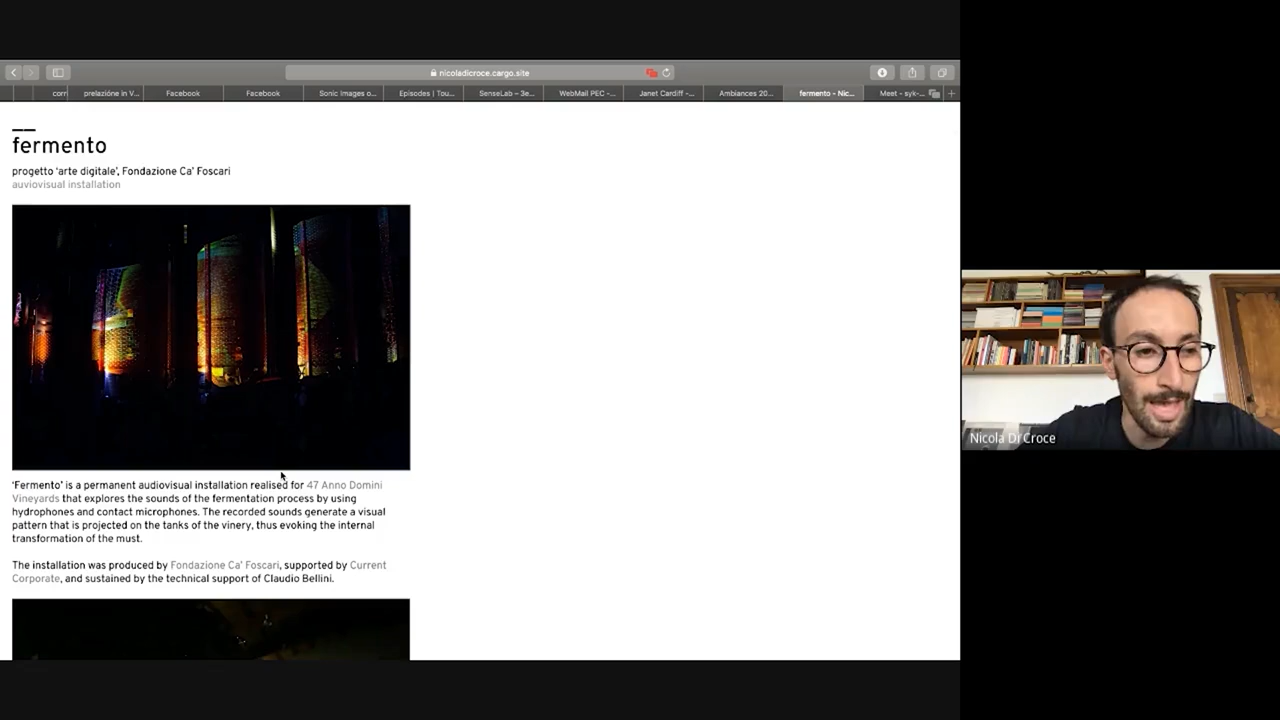 nicoladicroce.cargo.site
corr
prelazióne in V...
Facebook
Facebook
Sonic Images o...
Episodes | Tou...
SenseLab – 3e...
WebMail PEC -...
Janet Cardiff -...
Ambiances 20...
fermento - Nic...
Meet - syk-...
fermento
progetto ‘arte digitale’, Fondazione Ca’ Foscari
auviovisual installation
‘Fermento’ is a permanent audiovisual installation realised for 47 Anno Domini
Vineyards that explores the sounds of the fermentation process by using
hydrophones and contact microphones. The recorded sounds generate a visual
pattern that is projected on the tanks of the vinery, thus evoking the internal
transformation of the must.
The installation was produced by Fondazione Ca’ Foscari, supported by Current
Corporate, and sustained by the technical support of Claudio Bellini.
Nicola Di Croce